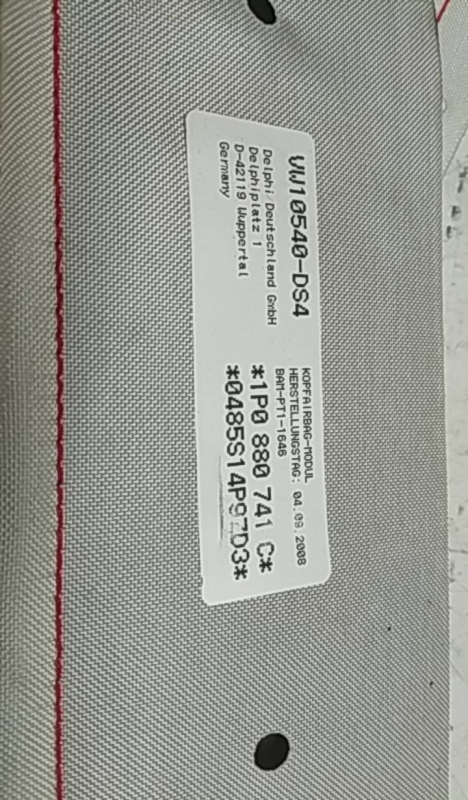 VW10540-DS4
Delphi Deutschland GmbH
Delphiplatz 1
D-42119 Wuppertal
Germany
KOPFAIRBAG-MODUL
HERSTELLUNGSTAG: 04.09.2008
BAM-PT1-1646
*1P0 880 741 C*